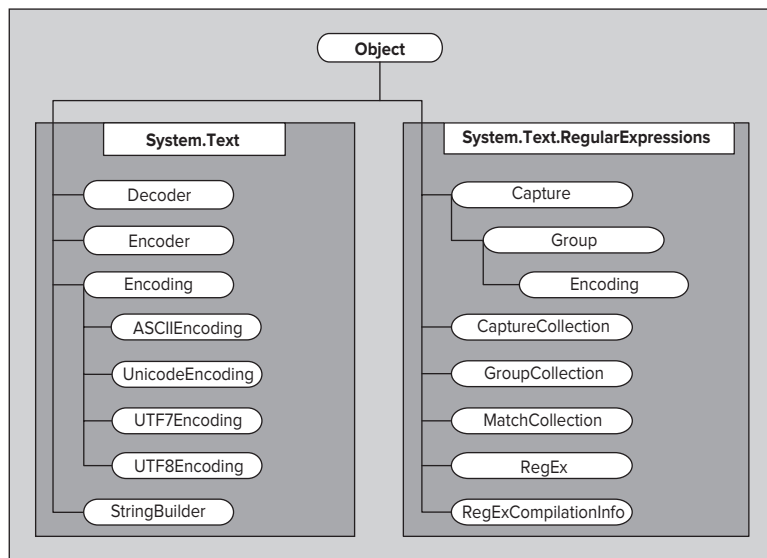 Object
System.Text
Decoder
Encoder
Encoding
ASCIIEncoding
UnicodeEncoding
UTF7Encoding
UTF8Encoding
StringBuilder
System.Text.RegularExpressions
Capture
Group
Encoding
CaptureCollection
GroupCollection
MatchCollection
RegEx
RegExCompilationInfo